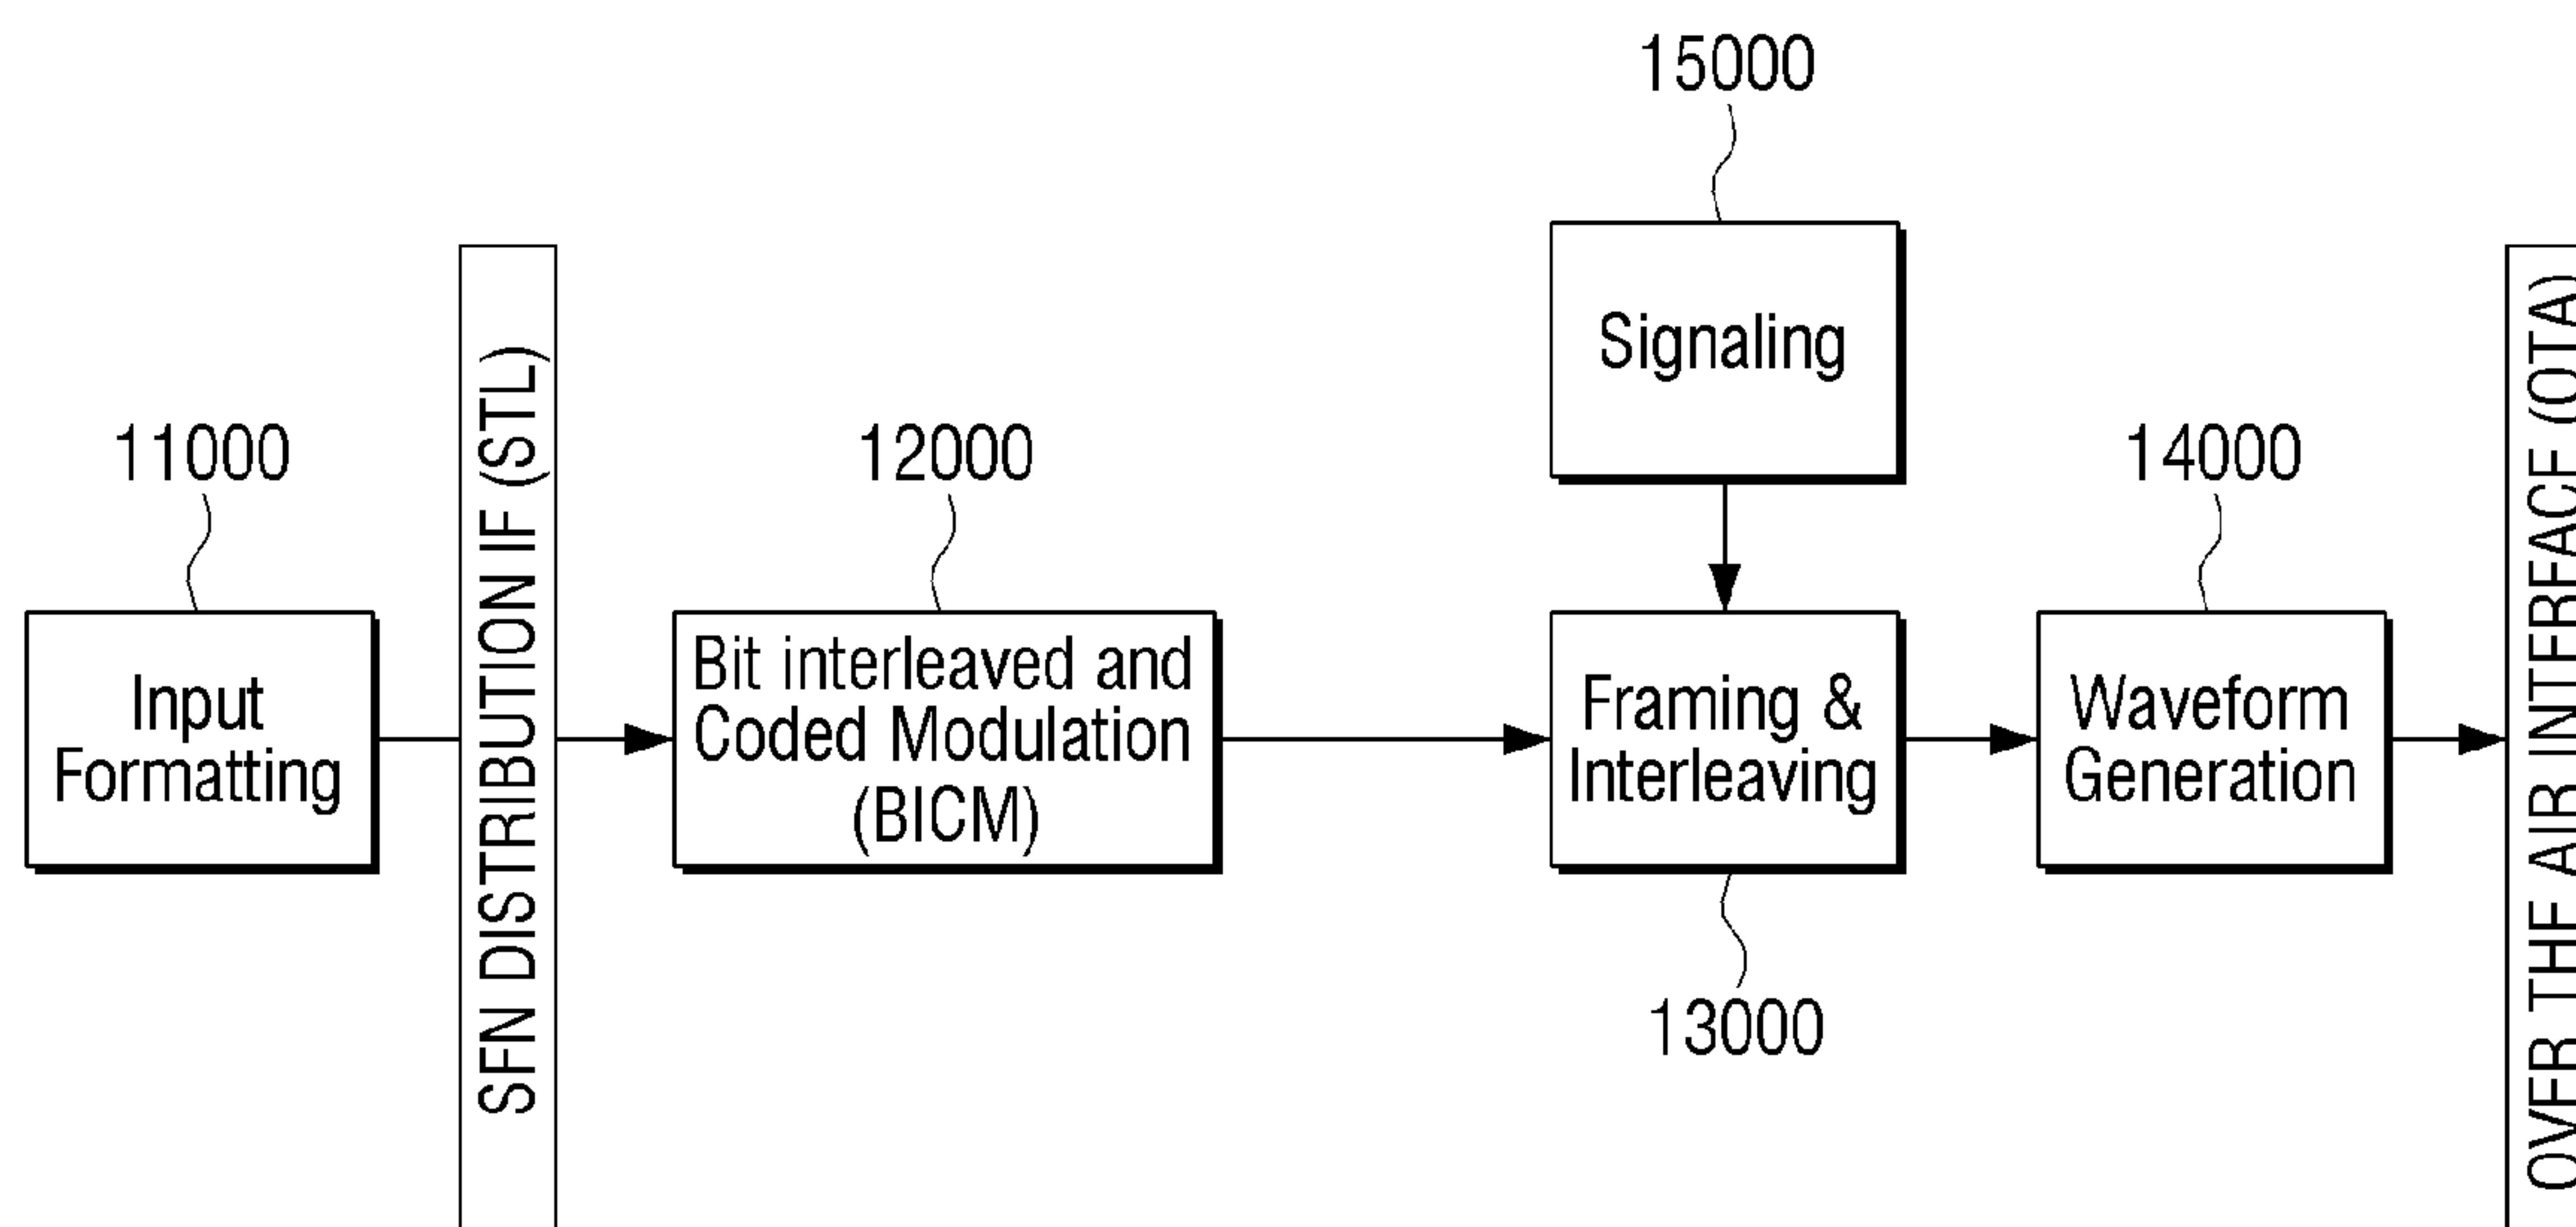 15000
Signaling
11000
12000
14000
Input
Formatting
SFN DISTRIBUTION IF (STL)
Bit interleaved and
Coded Modulation
(BICM)
Framing &
Interleaving
Waveform
Generation
OVER THE AIR INTERFACE (OTA)
13000